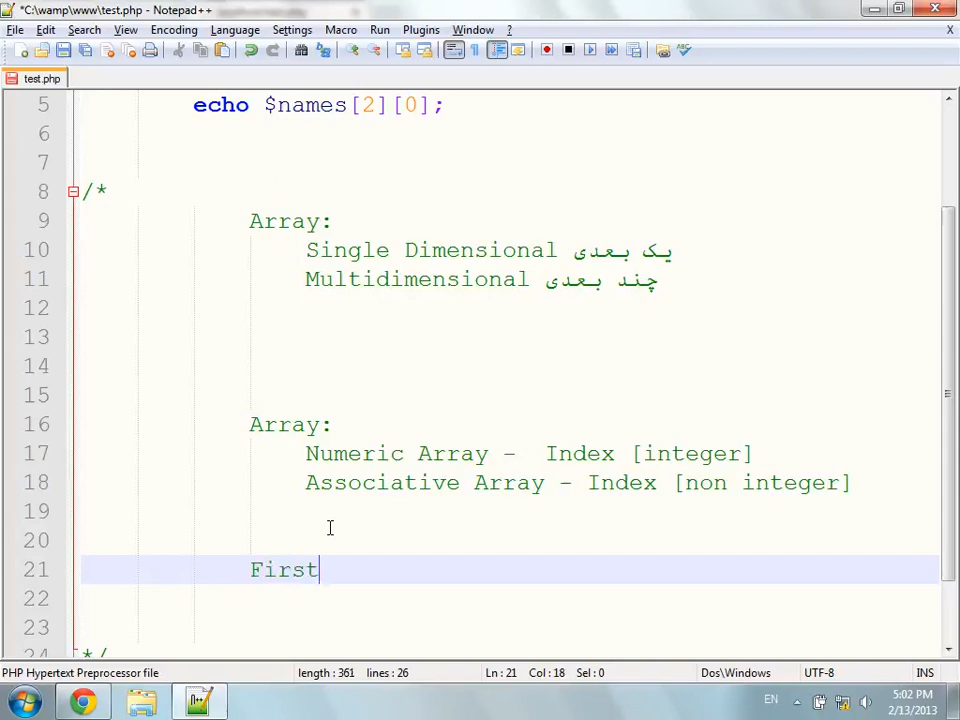 *C:\wamp\www\test.php - Notepad++
File Edit Search View Encoding Language Settings Macro Run Plugins Window ? X
test.php
5 echo $names[2][0];
6
7
8 /*
9 Array:
10 Single Dimensional یک بعدی
11 Multidimensional چند بعدی
12
13
14
15
16 Array:
17 Numeric Array - Index [integer]
18 Associative Array - Index [non integer]
19
20
21 First
22
23
24 */
PHP Hypertext Preprocessor file length : 361 lines : 26 Ln : 21 Col : 18 Sel : 0 Dos\Windows UTF-8 INS
EN 5:02 PM
2/13/2013